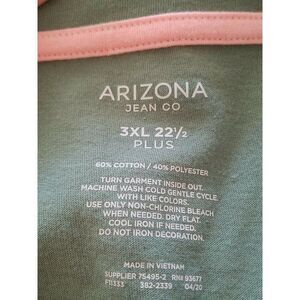 ARIZONA
JEAN CO
3XL 22½
PLUS
60% COTTON / 40% POLYESTER
TURN GARMENT INSIDE OUT.
MACHINE WASH COLD GENTLE CYCLE
WITH LIKE COLORS.
USE ONLY NON-CHLORINE BLEACH
WHEN NEEDED. DRY FLAT.
COOL IRON IF NEEDED.
DO NOT IRON DECORATION.
MADE IN VIETNAM
SUPPLIER 75495-2 RN# 93677
F11333 382-2339 04/20